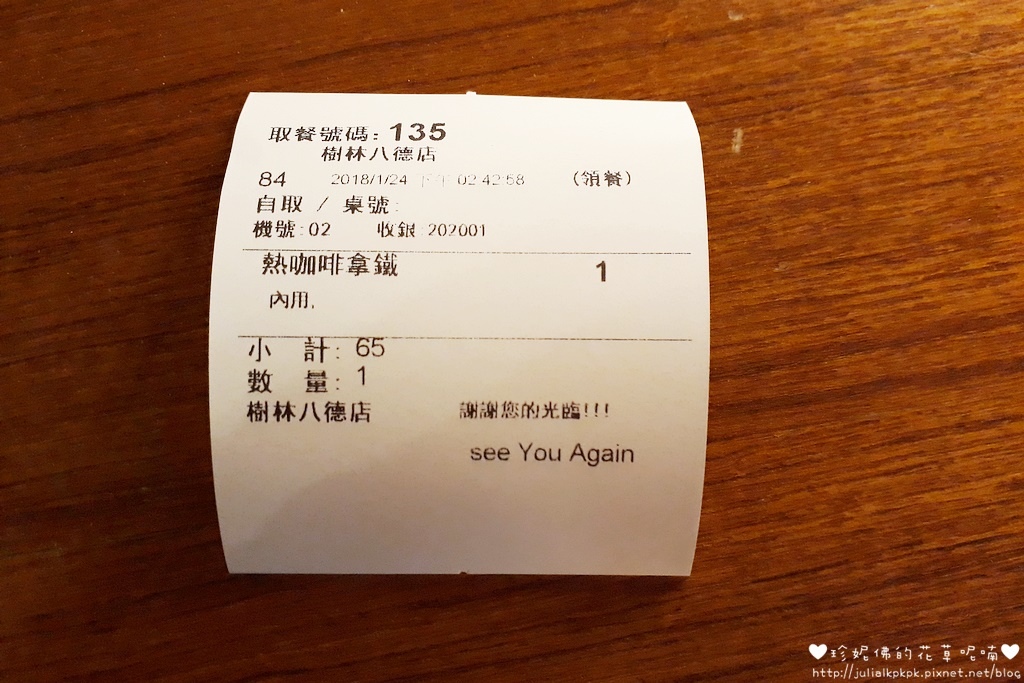 取餐號碼: 135
樹林八德店
84 2018/1/24 下午 02:42:58 (領餐)
自取 / 桌號:
機號:02 收銀:202001
熱咖啡拿鐵 1
內用,
小 計: 65
數 量: 1
樹林八德店 謝謝您的光臨!!!
see You Again
♥珍妮佛的花草呢喃♥
http://julialkpkpk.pixnet.net/blog